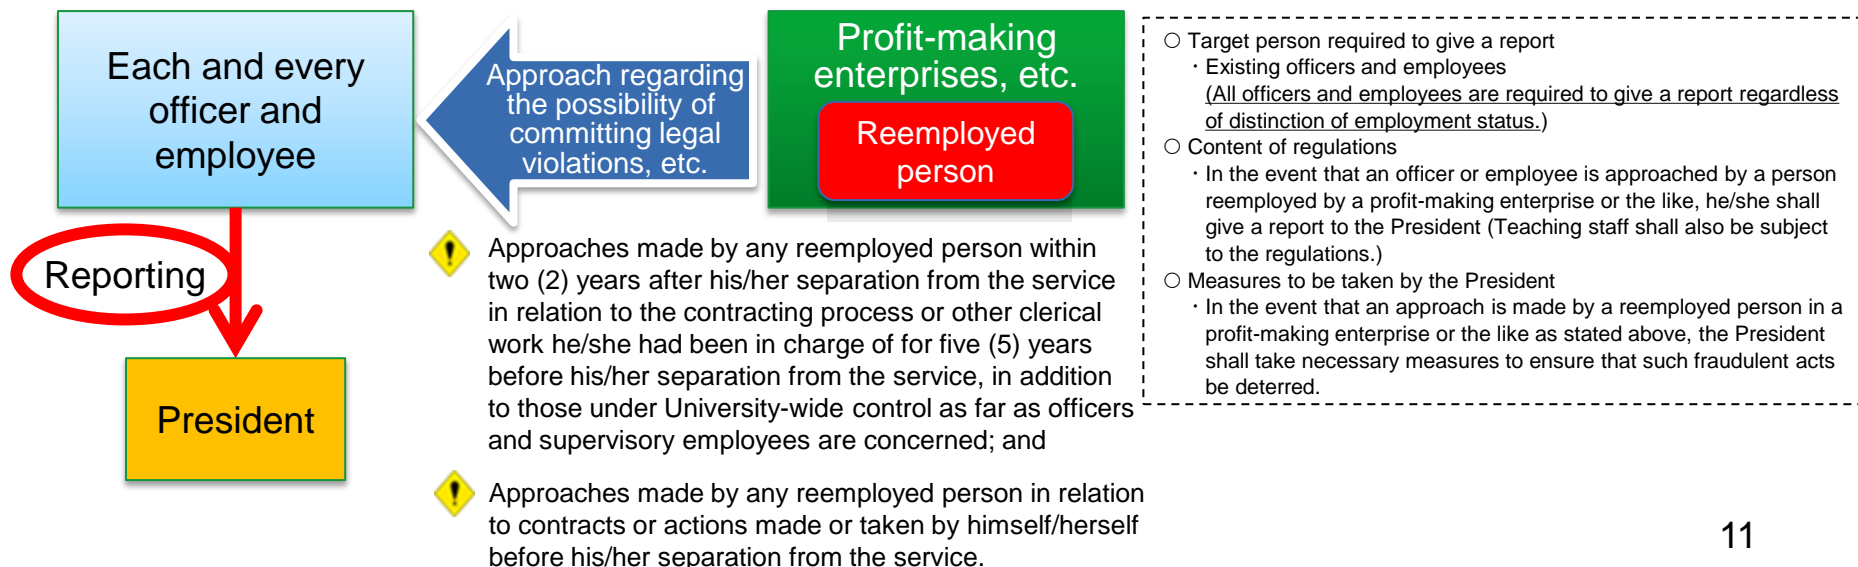 Each and every
officer and
employee
Approach regarding
the possibility of
committing legal
violations, etc.
Profit-making
enterprises, etc.
Reemployed
person
Reporting
President
Approaches made by any reemployed person within
two (2) years after his/her separation from the service
in relation to the contracting process or other clerical
work he/she had been in charge of for five (5) years
before his/her separation from the service, in addition
to those under University-wide control as far as officers
and supervisory employees are concerned; and
Approaches made by any reemployed person in relation
to contracts or actions made or taken by himself/herself
before his/her separation from the service.
○ Target person required to give a report
・Existing officers and employees
(All officers and employees are required to give a report regardless
of distinction of employment status.)
○ Content of regulations
・In the event that an officer or employee is approached by a person
reemployed by a profit-making enterprise or the like, he/she shall
give a report to the President (Teaching staff shall also be subject
to the regulations.)
○ Measures to be taken by the President
・In the event that an approach is made by a reemployed person in a
profit-making enterprise or the like as stated above, the President
shall take necessary measures to ensure that such fraudulent acts
be deterred.
11